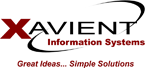 XAVIENT
Information Systems
Great Ideas... Simple Solutions